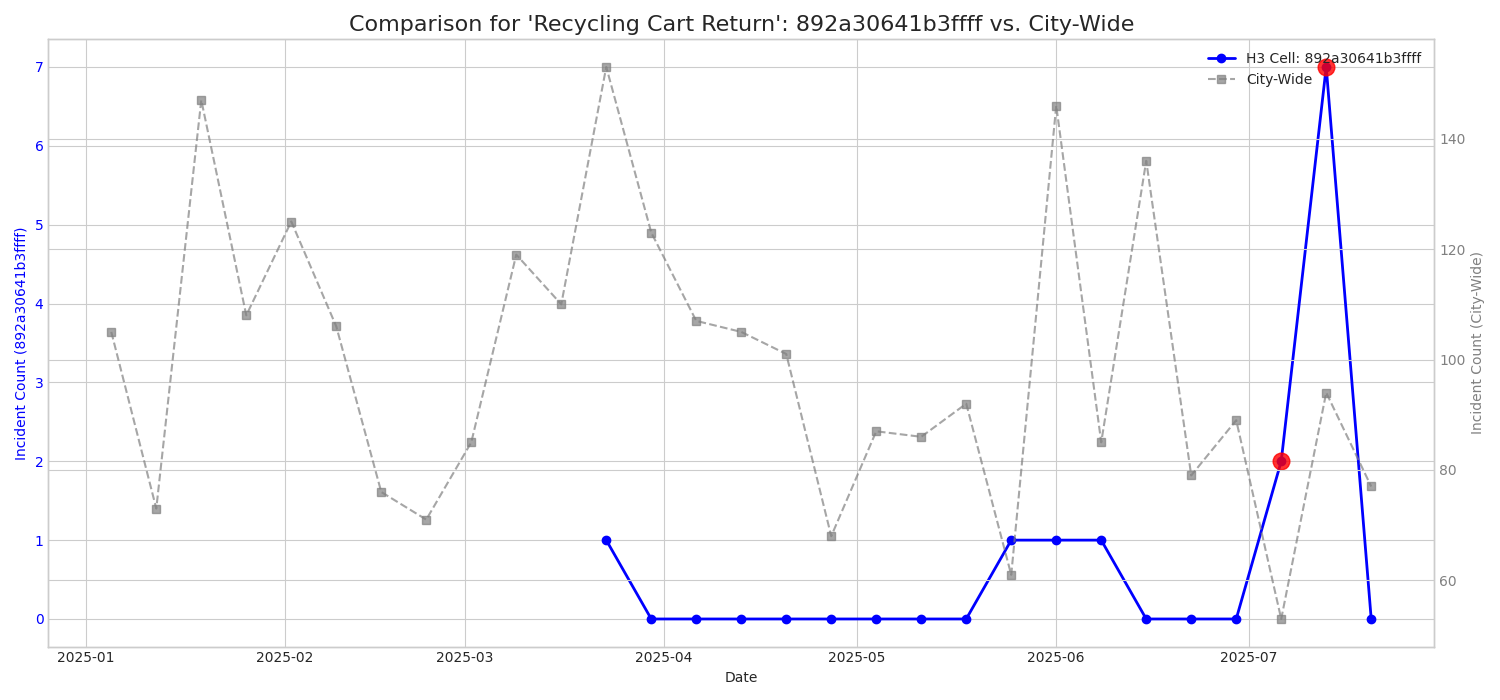 Comparison for 'Recycling Cart Return': 892a30641b3ffff vs. City-Wide
H3 Cell: 892a30641b3ffff
City-Wide
Incident Count (892a30641b3ffff)
7
6
5
4
3
2
1
0
140
120
100
80
60
Incident Count (City-Wide)
2025-01 2025-02 2025-03 2025-04 2025-05 2025-06 2025-07
Date